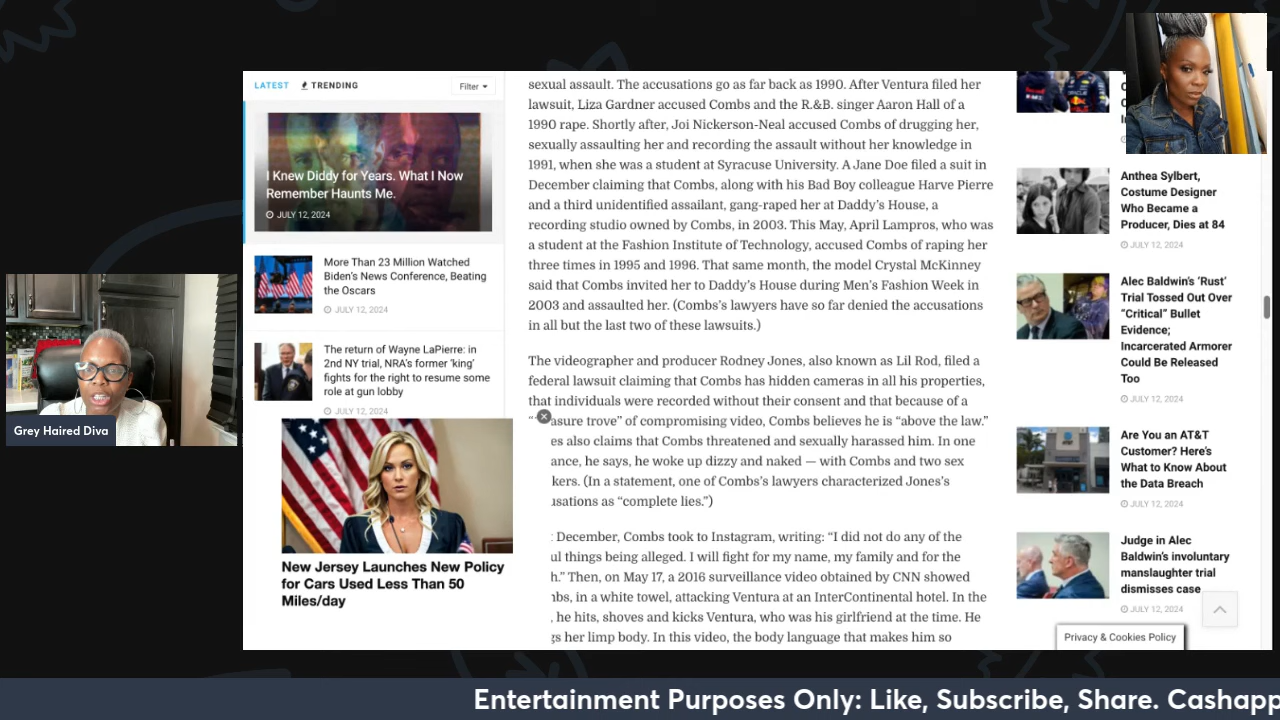 LATEST
TRENDING
Filter
I Knew Diddy for Years. What I Now
Remember Haunts Me.
JULY 12, 2024
More Than 23 Million Watched
Biden's News Conference, Beating
the Oscars
JULY 12, 2024
The return of Wayne LaPierre: in
2nd NY trial, NRA's former 'king'
fights for the right to resume some
role at gun lobby
JULY 12, 2024
New Jersey Launches New Policy
for Cars Used Less Than 50
Miles/day
sexual assault. The accusations go as far back as 1990. After Ventura filed her
lawsuit, Liza Gardner accused Combs and the R.&B. singer Aaron Hall of a
1990 rape. Shortly after, Joi Nickerson-Neal accused Combs of drugging her,
sexually assaulting her and recording the assault without her knowledge in
1991, when she was a student at Syracuse University. A Jane Doe filed a suit in
December claiming that Combs, along with his Bad Boy colleague Harve Pierre
and a third unidentified assailant, gang-raped her at Daddy's House, a
recording studio owned by Combs, in 2003. This May, April Lampros, who was
a student at the Fashion Institute of Technology, accused Combs of raping her
three times in 1995 and 1996. That same month, the model Crystal McKinney
said that Combs invited her to Daddy's House during Men's Fashion Week in
2003 and assaulted her. (Combs's lawyers have so far denied the accusations
in all but the last two of these lawsuits.)
The videographer and producer Rodney Jones, also known as Lil Rod, filed a
federal lawsuit claiming that Combs has hidden cameras in all his properties,
that individuals were recorded without their consent and that because of a
asure trove” of compromising video, Combs believes he is “above the law.”
es also claims that Combs threatened and sexually harassed him. In one
ance, he says, he woke up dizzy and naked — with Combs and two sex
kers. (In a statement, one of Combs's lawyers characterized Jones's
usations as “complete lies.”)
December, Combs took to Instagram, writing: “I did not do any of the
ul things being alleged. I will fight for my name, my family and for the
h.” Then, on May 17, a 2016 surveillance video obtained by CNN showed
bs, in a white towel, attacking Ventura at an InterContinental hotel. In the
, he hits, shoves and kicks Ventura, who was his girlfriend at the time. He
gs her limp body. In this video, the body language that makes him so
Anthea Sylbert,
Costume Designer
Who Became a
Producer, Dies at 84
JULY 12, 2024
Alec Baldwin's 'Rust'
Trial Tossed Out Over
“Critical” Bullet
Evidence;
Incarcerated Armorer
Could Be Released
Too
JULY 12, 2024
Are You an AT&T
Customer? Here's
What to Know About
the Data Breach
JULY 12, 2024
Judge in Alec
Baldwin's involuntary
manslaughter trial
dismisses case
JULY 12, 2024
Privacy & Cookies Policy
Grey Haired Diva
Entertainment Purposes Only: Like, Subscribe, Share. Cashapp